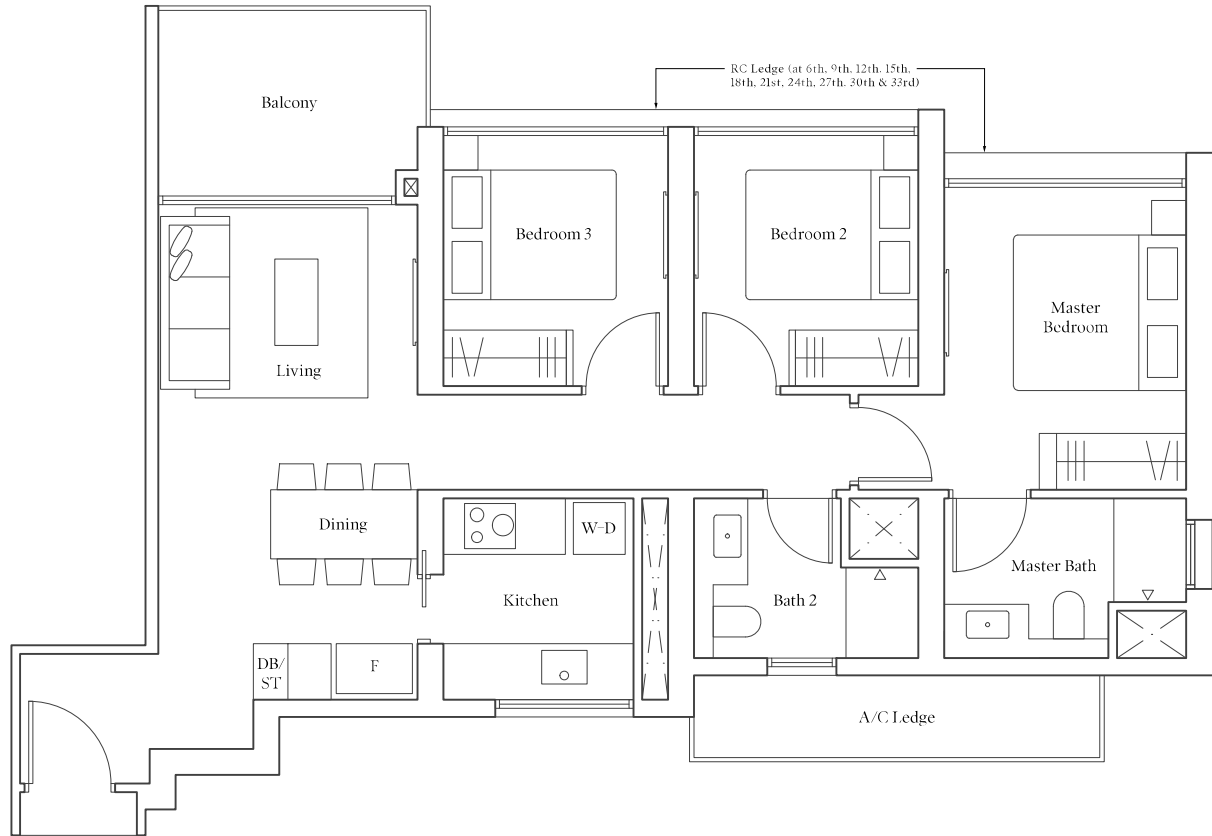 RC Ledge (at 6th, 9th, 12th, 15th,
18th, 21st, 24th, 27th, 30th & 33rd)
Balcony
Bedroom 3
Bedroom 2
Master
Bedroom
Living
Dining
W-D
Kitchen
Bath 2
Master Bath
DB/
ST
F
A/C Ledge